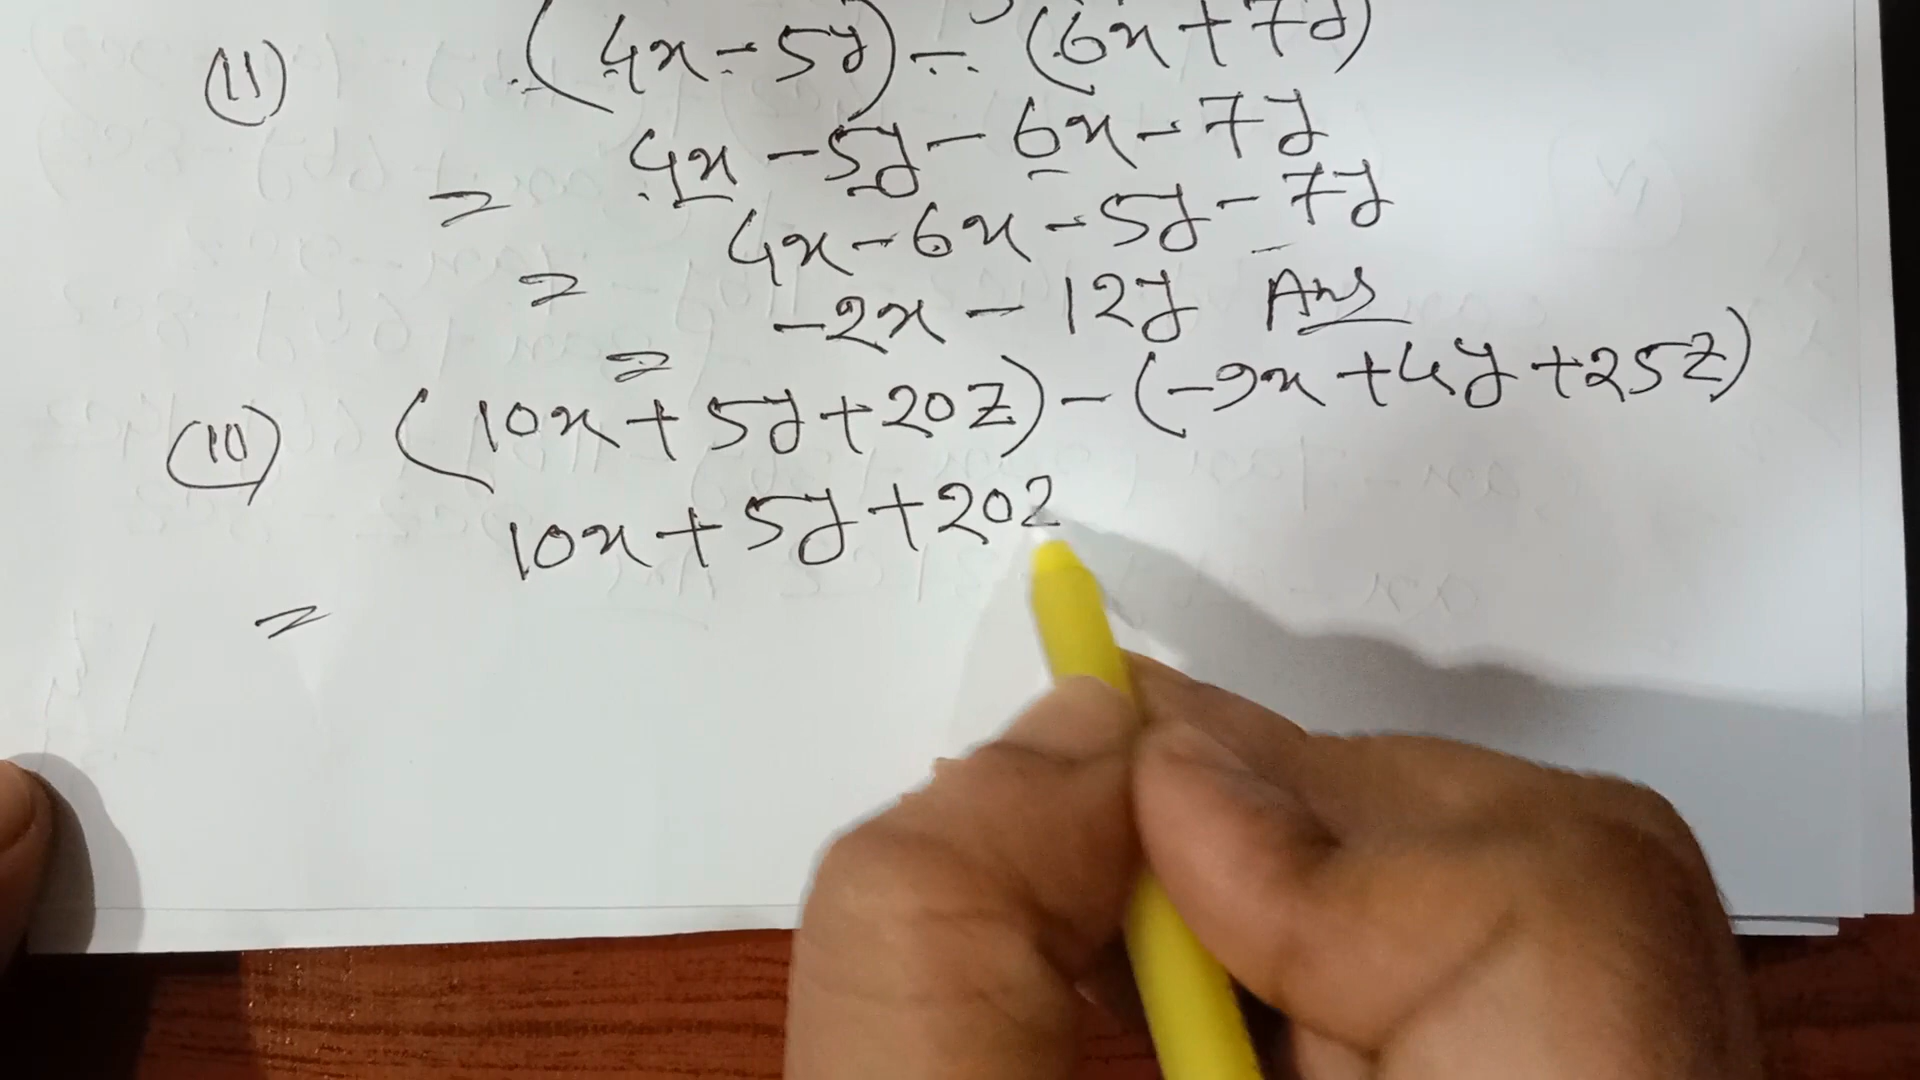 (11) (4x - 5y) - (6x + 7y)
4x - 5y - 6x - 7y
= 4x - 6x - 5y - 7y
= -2x - 12y Ans
=
(10) (10x + 5y + 20z) - (-9x + 4y + 25z)
10x + 5y + 20z
=